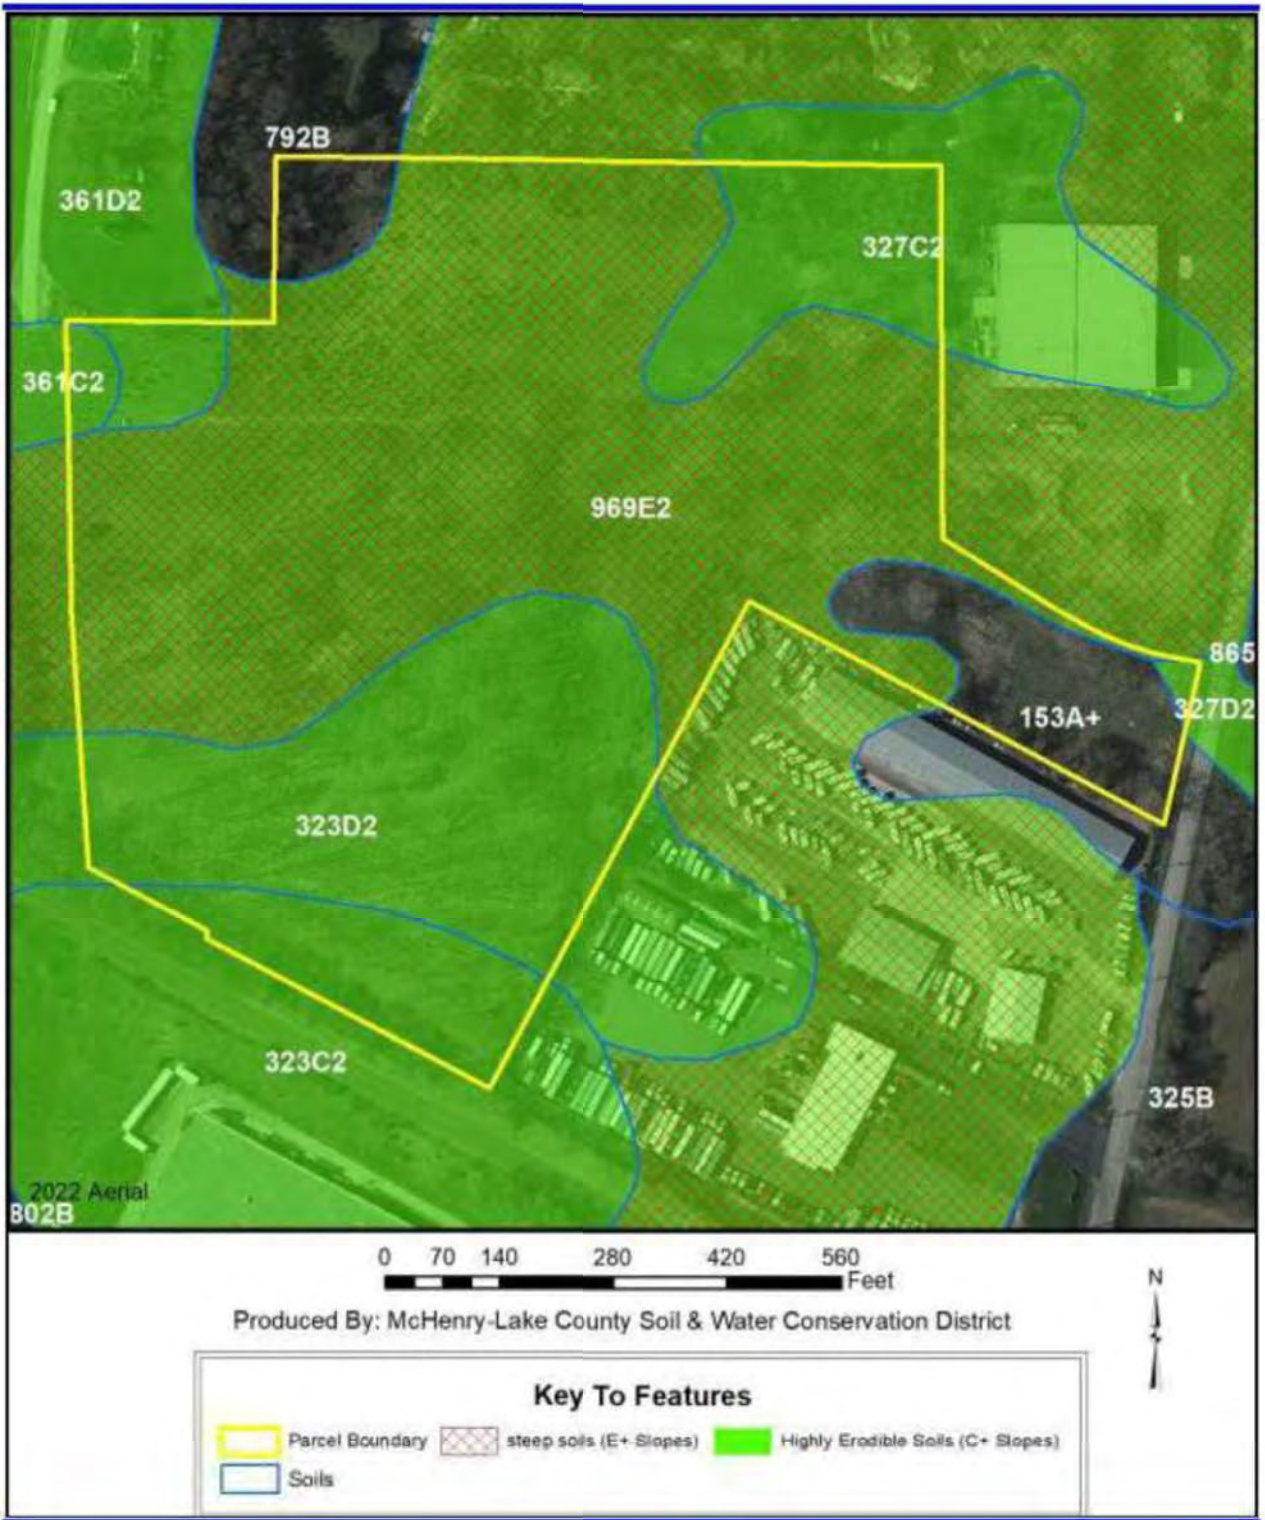 792B
361D2
327C2
361C2
969E2
865
153A+
327D2
323D2
323C2
325B
2022 Aerial
802B
0 70 140 280 420 560
Feet
N
Produced By: McHenry-Lake County Soil & Water Conservation District
Key To Features
Parcel Boundary steep soils (E+ Slopes) Highly Erodible Soils (C+ Slopes)
Soils